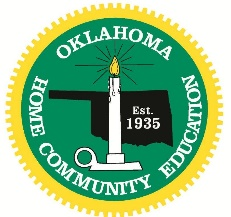 OKLAHOMA
HOME COMMUNITY EDUCATION
Est.
1935